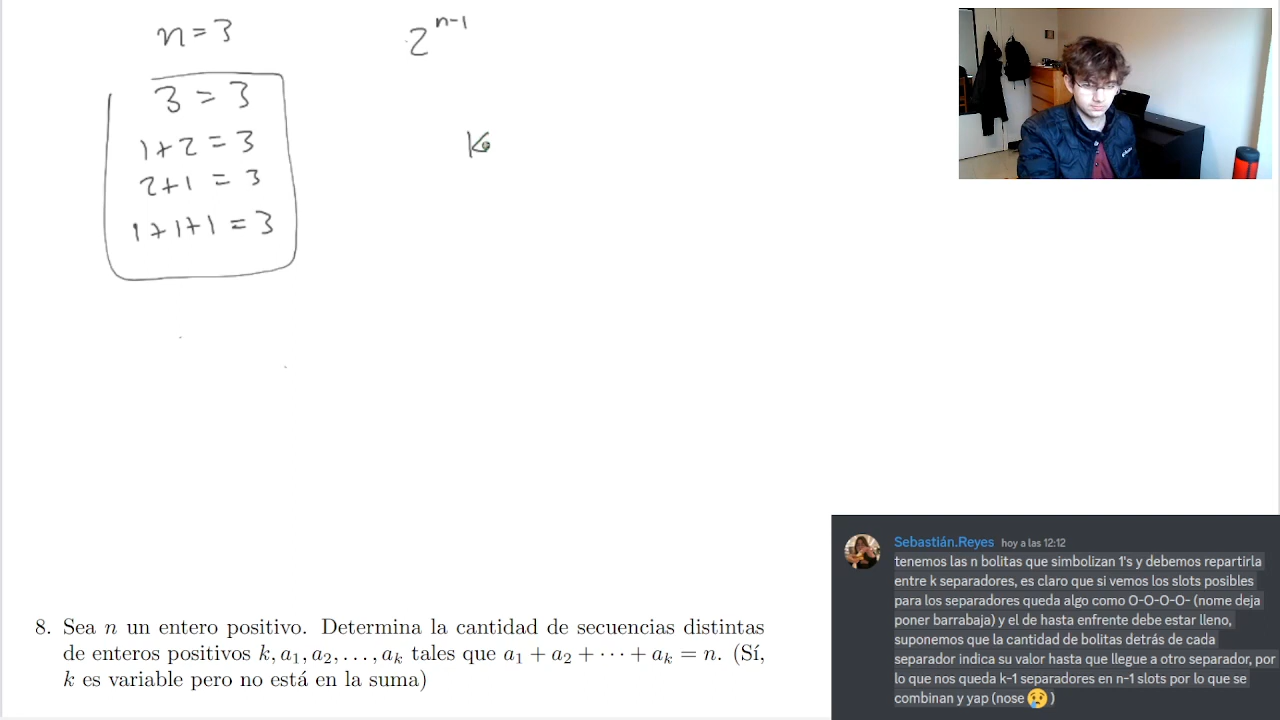 n = 3
2^{n-1}
3 = 3
1+2 = 3
2+1 = 3
1+1+1 = 3
K
8. Sea n un entero positivo. Determina la cantidad de secuencias distintas
de enteros positivos k, a₁, a₂, . . . , aₖ tales que a₁ + a₂ + · · · + aₖ = n. (Sí,
k es variable pero no está en la suma)
Sebastián.Reyes hoy a las 12:12
tenemos las n bolitas que simbolizan 1's y debemos repartirla
entre k separadores, es claro que si vemos los slots posibles
para los separadores queda algo como O-O-O-O- (nome deja
poner barrabaja) y el de hasta enfrente debe estar lleno,
suponemos que la cantidad de bolitas detrás de cada
separador indica su valor hasta que llegue a otro separador, por
lo que nos queda k-1 separadores en n-1 slots por lo que se
combinan y yap (nose 😢 )